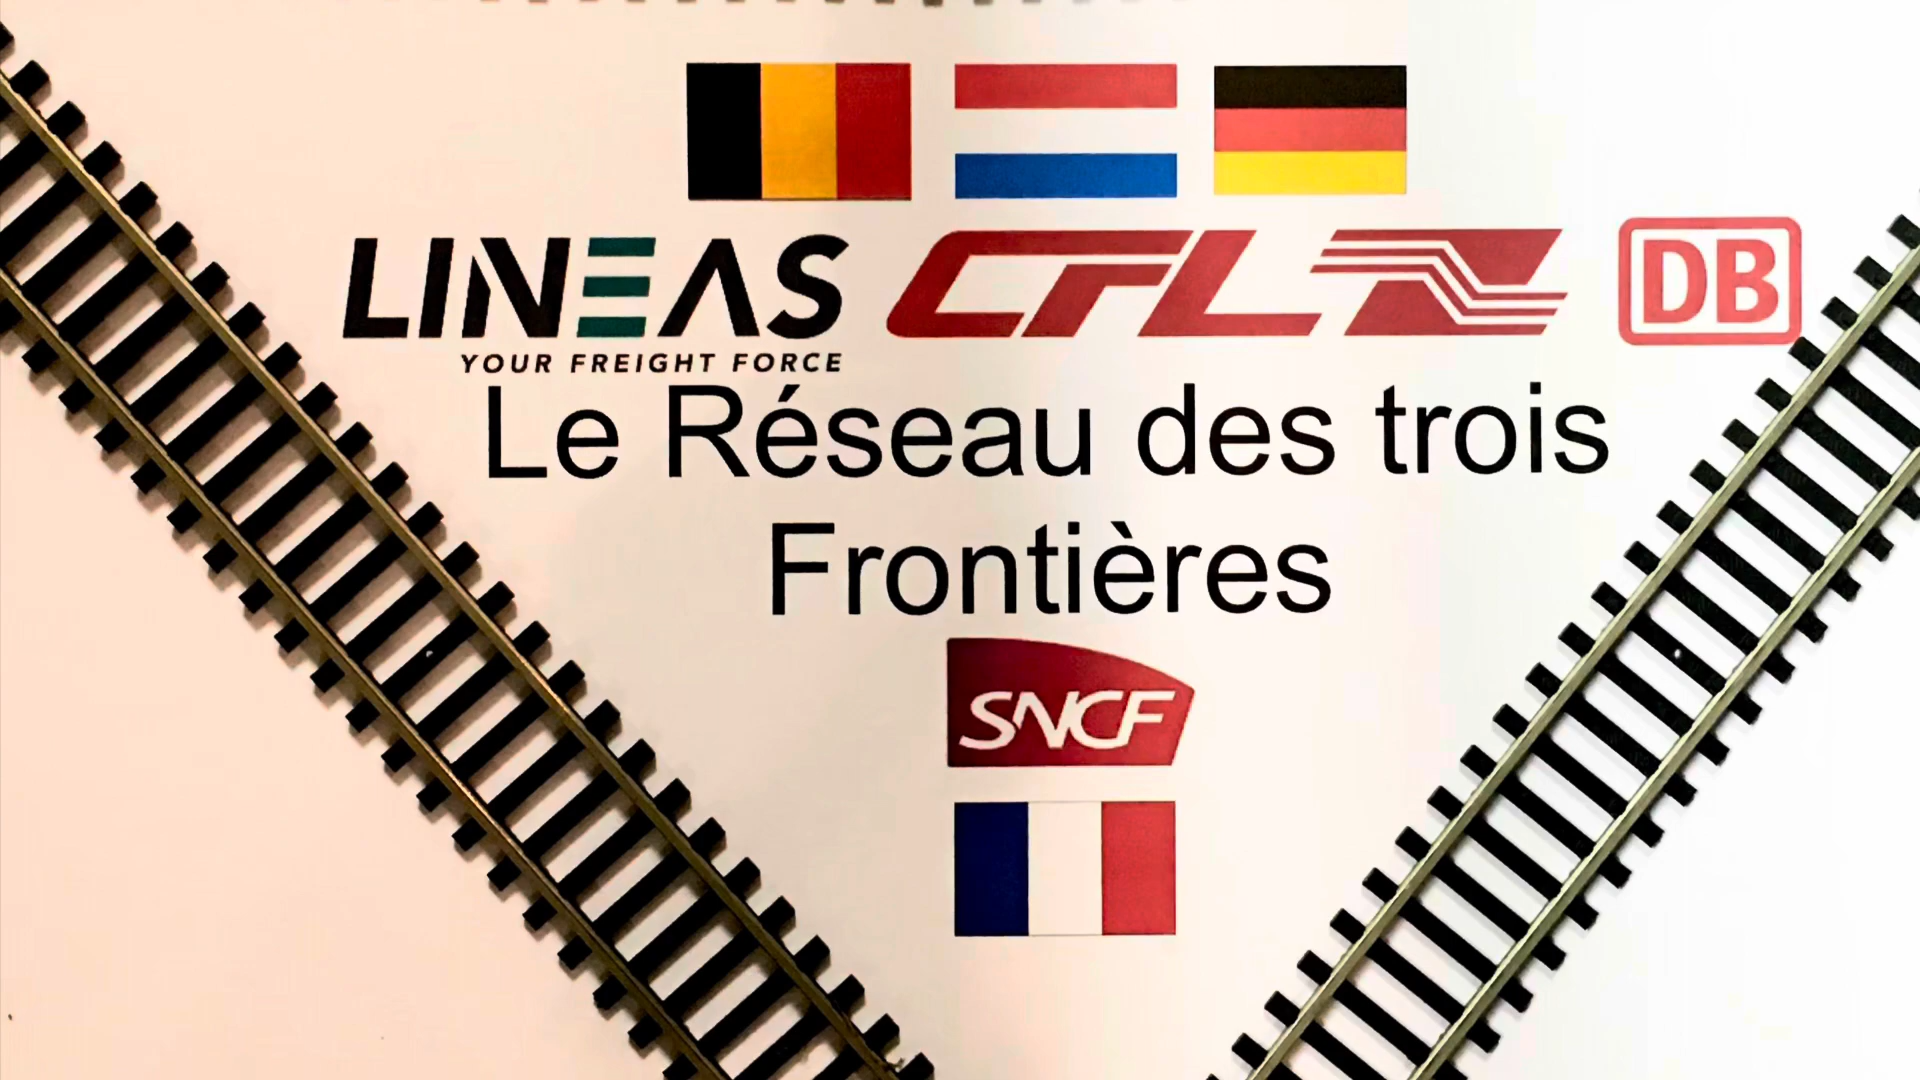 LINEAS CFL DB
YOUR FREIGHT FORCE
Le Réseau des trois
Frontières
SNCF